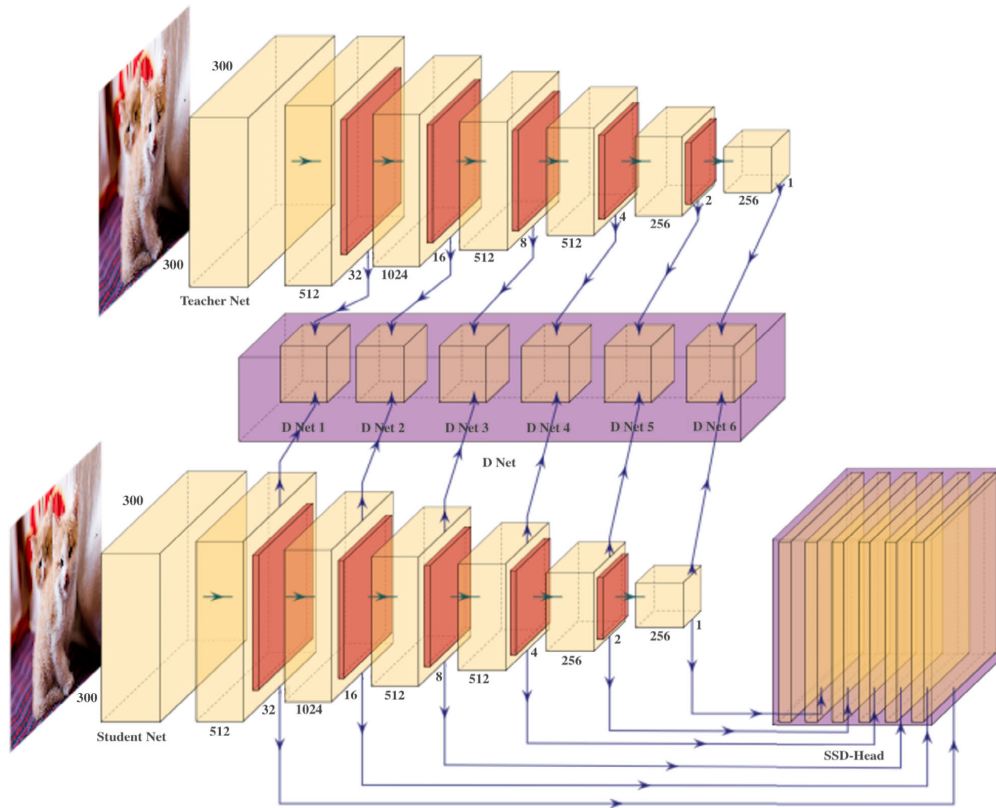 300
300
512
32
1024
16
512
8
512
4
256
2
256
1
Teacher Net
D Net 1
D Net 2
D Net 3
D Net 4
D Net 5
D Net 6
D Net
300
300
512
32
1024
16
512
8
512
4
256
2
256
1
Student Net
SSD-Head